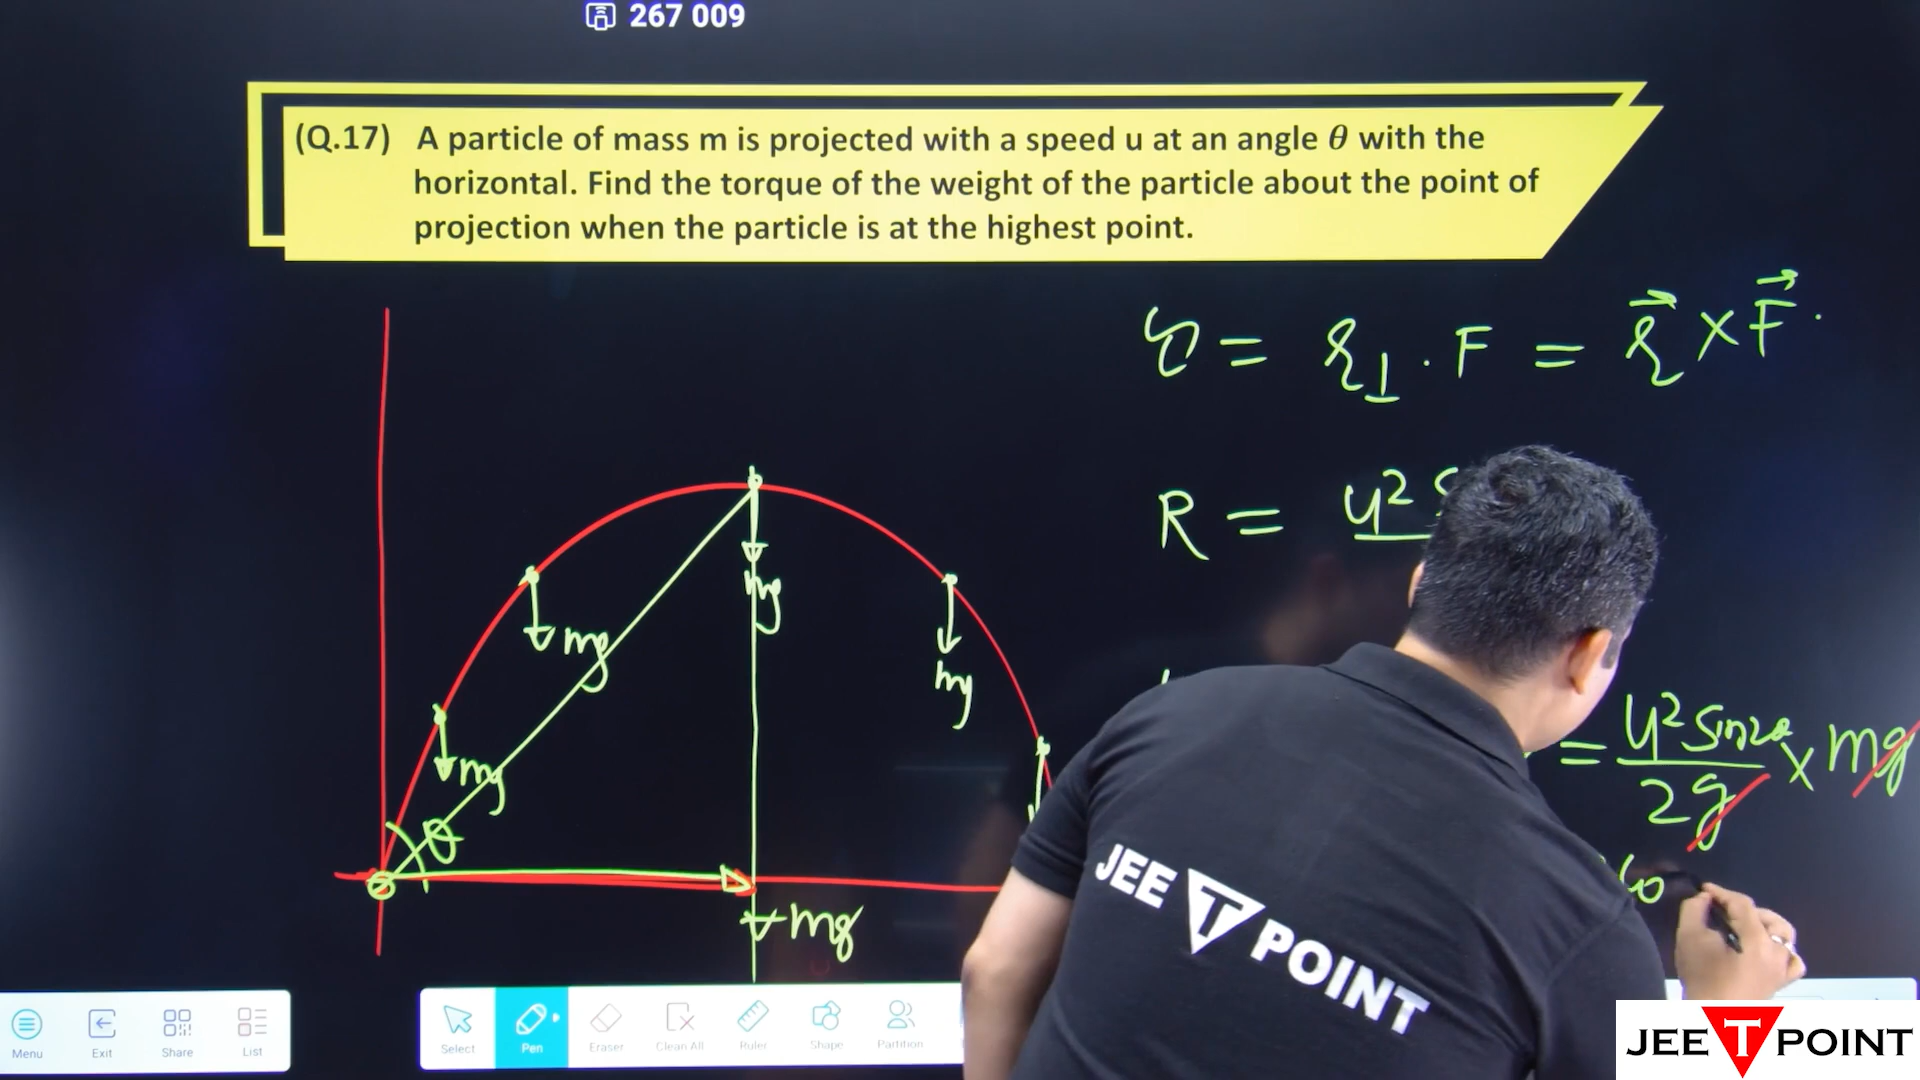 267 009
(Q.17) A particle of mass m is projected with a speed u at an angle θ with the
horizontal. Find the torque of the weight of the particle about the point of
projection when the particle is at the highest point.
τ = r⊥ . F = r⃗ × F⃗ .
R = u²
= u² sin2θ / 2g × mg
mg
mg
mg
mg
θ
mg
JEE T POINT
Menu
Exit
Share
List
Select
Pen
Eraser
Clean All
Ruler
Shape
Partition
JEE T POINT